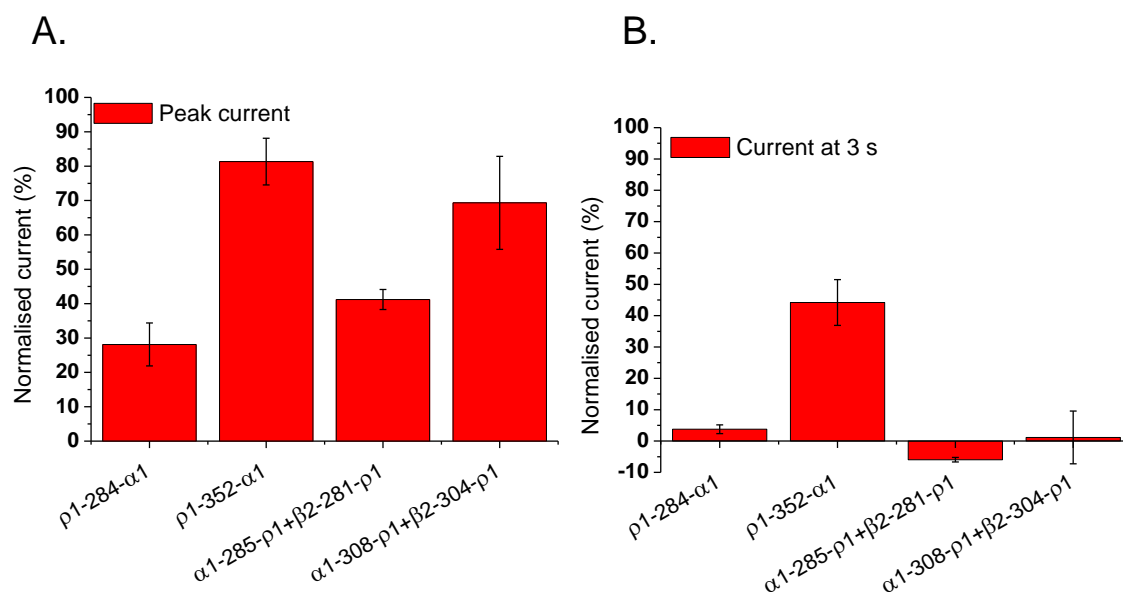 A.
Peak current
Normalised current (%)
100
90
80
70
60
50
40
30
20
10
0
ρ1-284-α1
ρ1-352-α1
α1-285-ρ1+β2-281-ρ1
α1-308-ρ1+β2-304-ρ1
B.
Current at 3 s
Normalised current (%)
100
90
80
70
60
50
40
30
20
10
0
-10
ρ1-284-α1
ρ1-352-α1
α1-285-ρ1+β2-281-ρ1
α1-308-ρ1+β2-304-ρ1